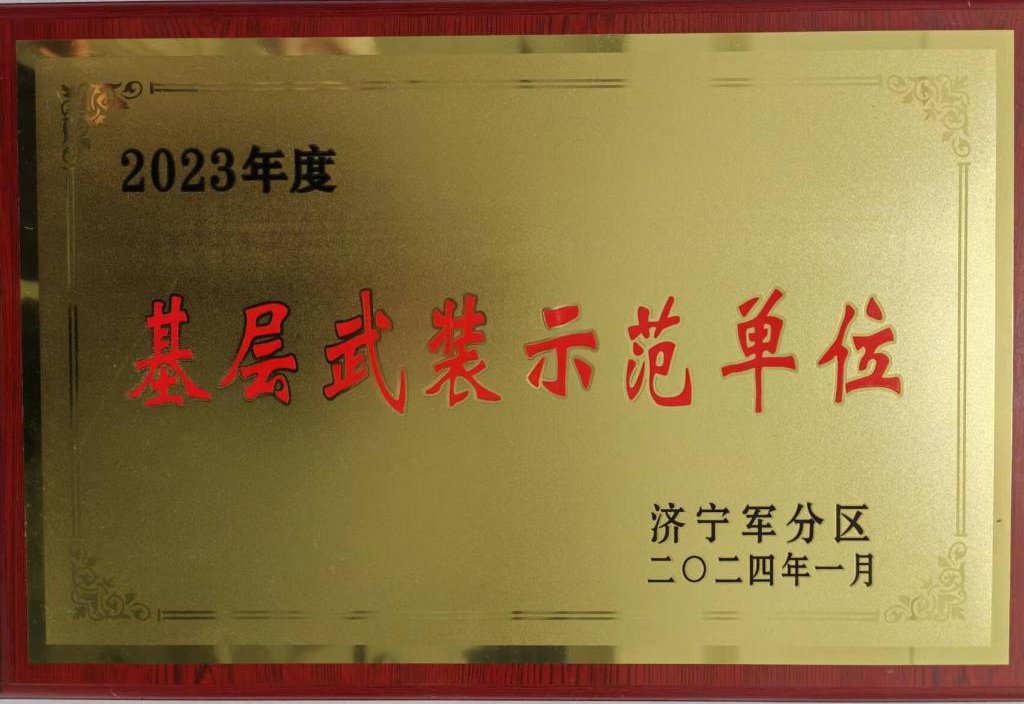 2023年度
基层武装示范单位
济宁军分区
二〇二四年一月